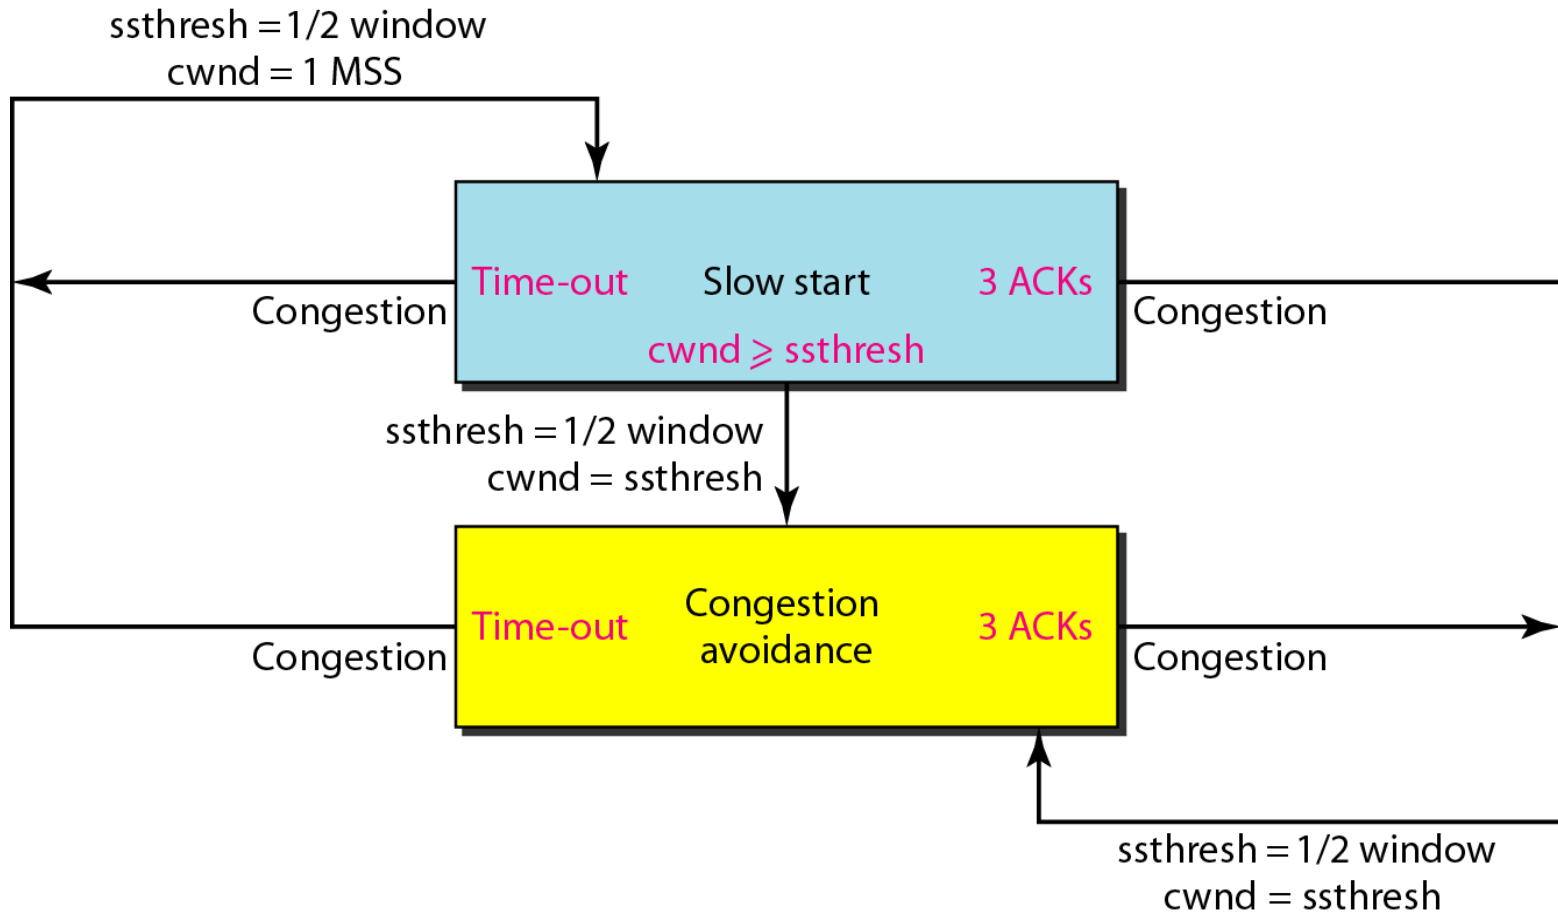 ssthresh = 1/2 window
cwnd = 1 MSS
Time-out
Slow start
3 ACKs
Congestion
Congestion
cwnd ⩾ ssthresh
ssthresh = 1/2 window
cwnd = ssthresh
Time-out
Congestion
avoidance
3 ACKs
Congestion
Congestion
ssthresh = 1/2 window
cwnd = ssthresh